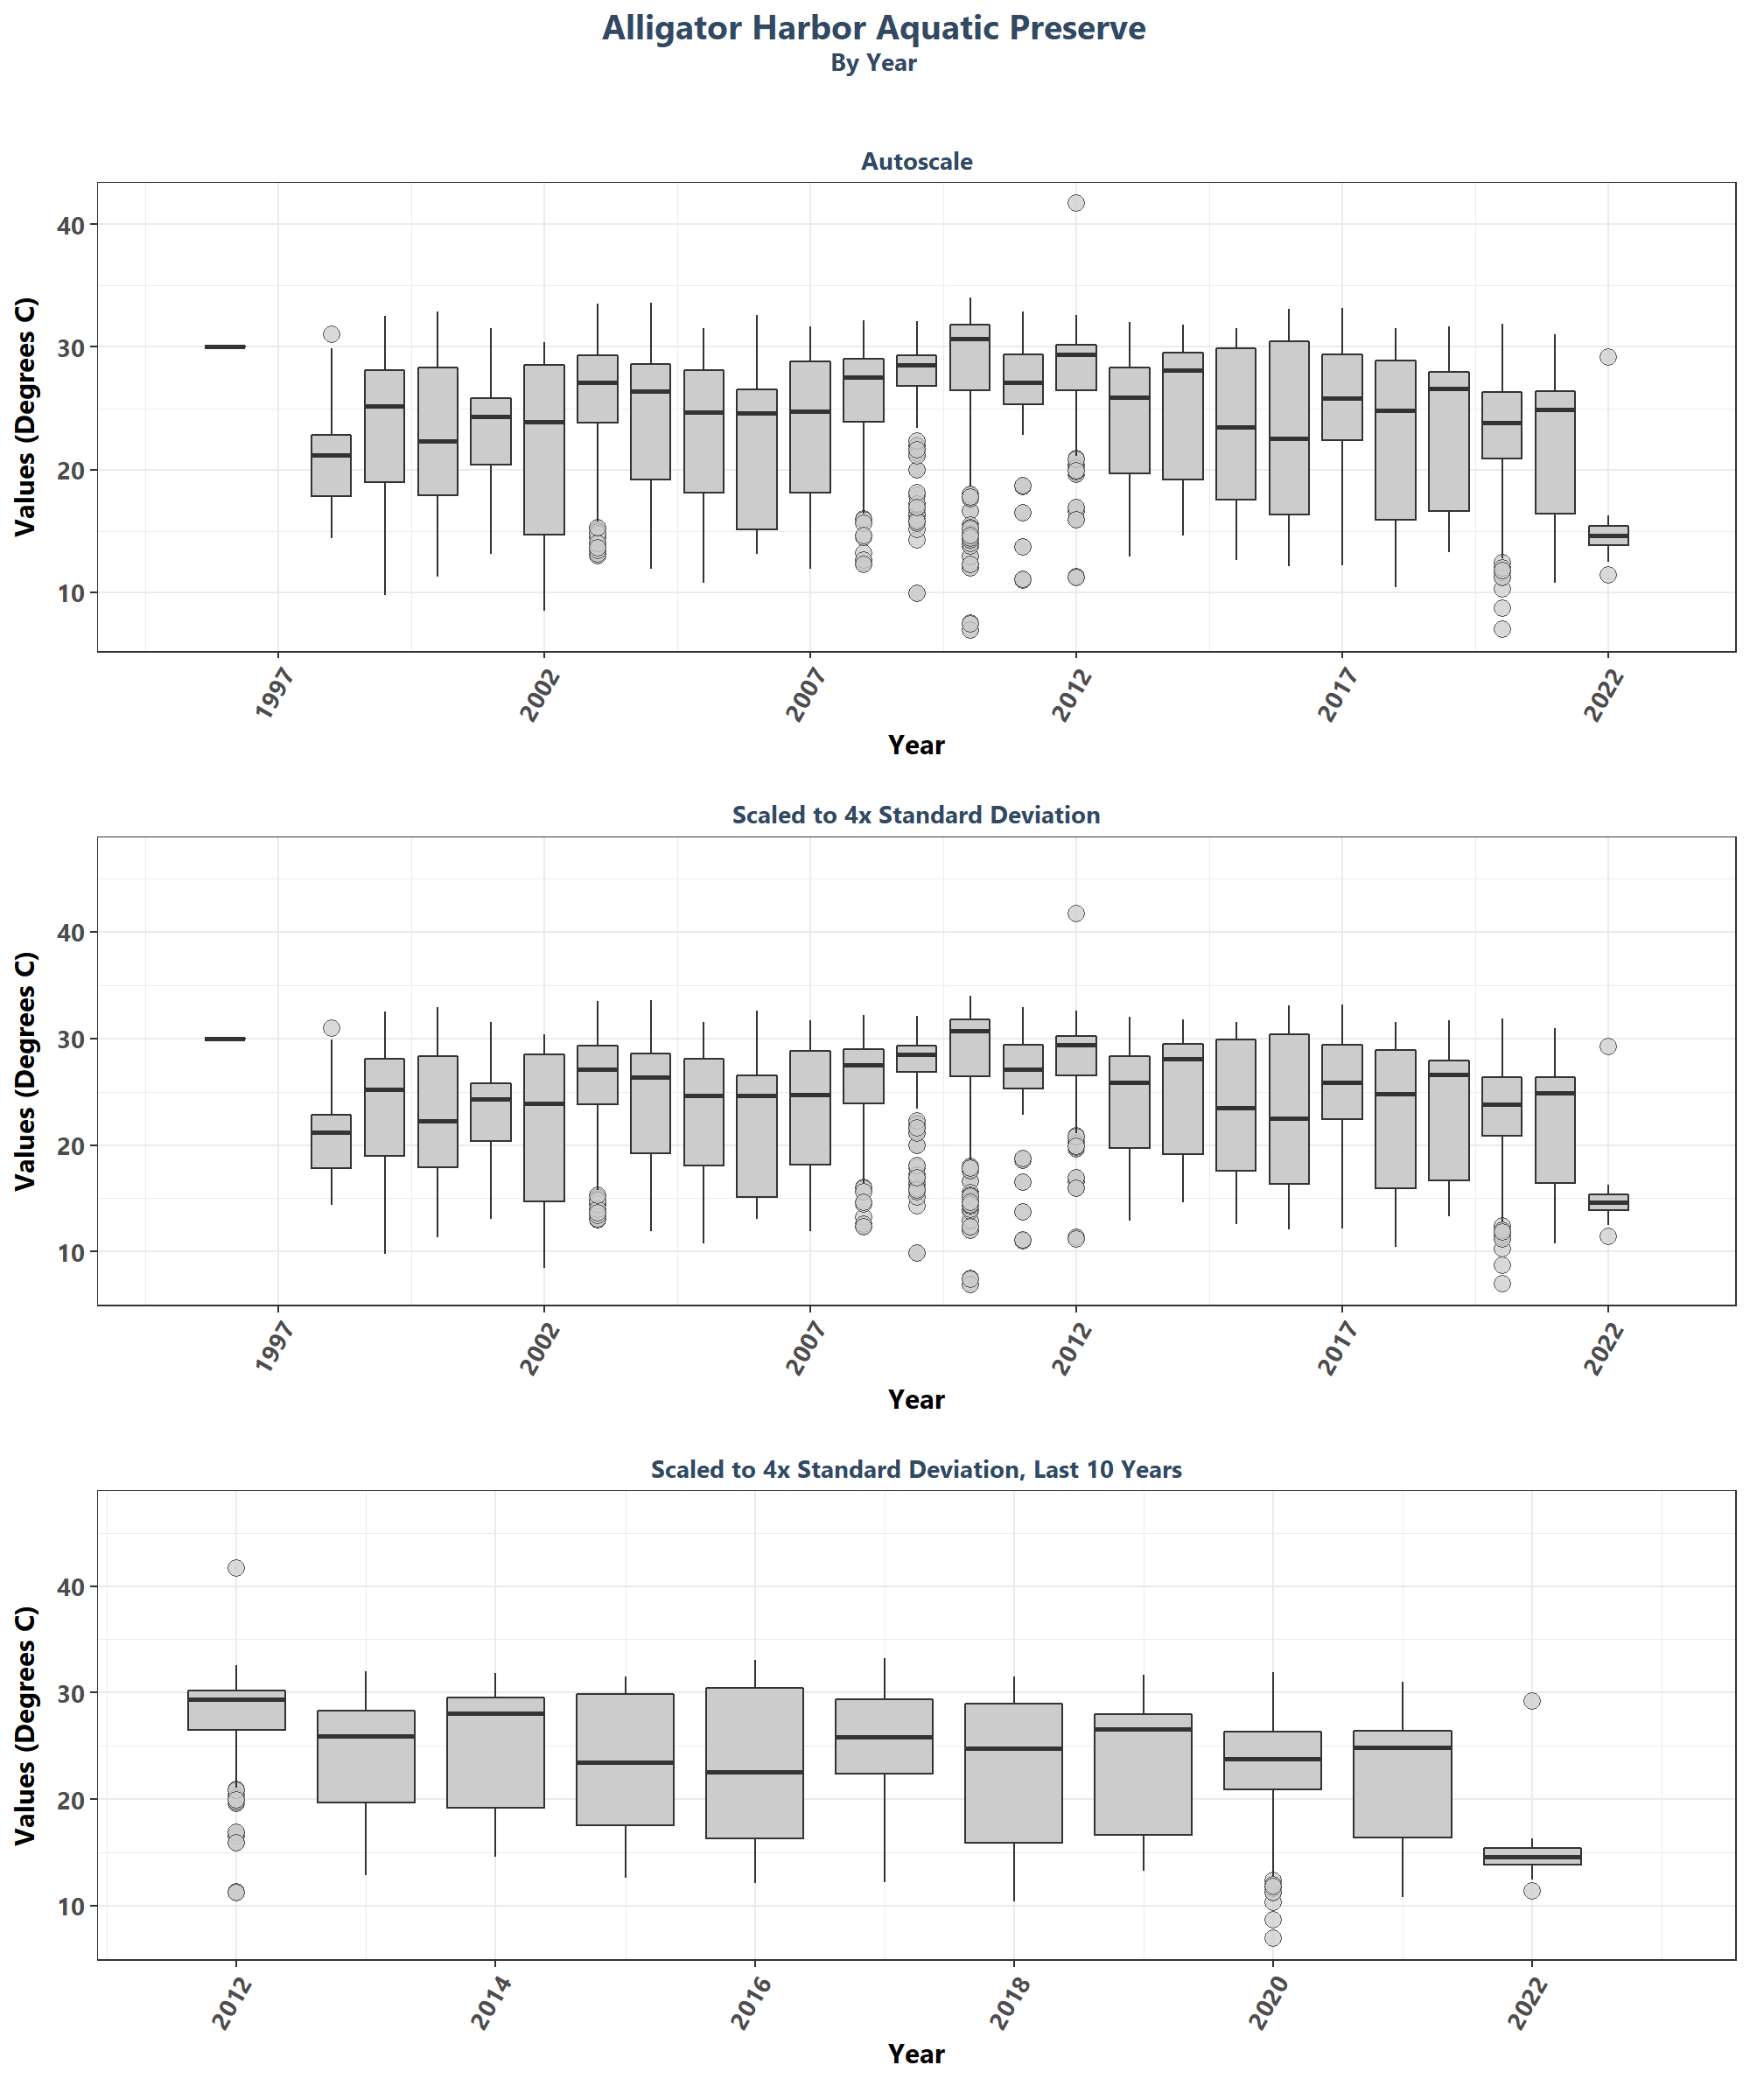 Alligator Harbor Aquatic Preserve
By Year
Autoscale
Values (Degrees C)
40
30
20
10
1997
2002
2007
2012
2017
2022
Year
Scaled to 4x Standard Deviation
Values (Degrees C)
40
30
20
10
1997
2002
2007
2012
2017
2022
Year
Scaled to 4x Standard Deviation, Last 10 Years
Values (Degrees C)
40
30
20
10
2012
2014
2016
2018
2020
2022
Year